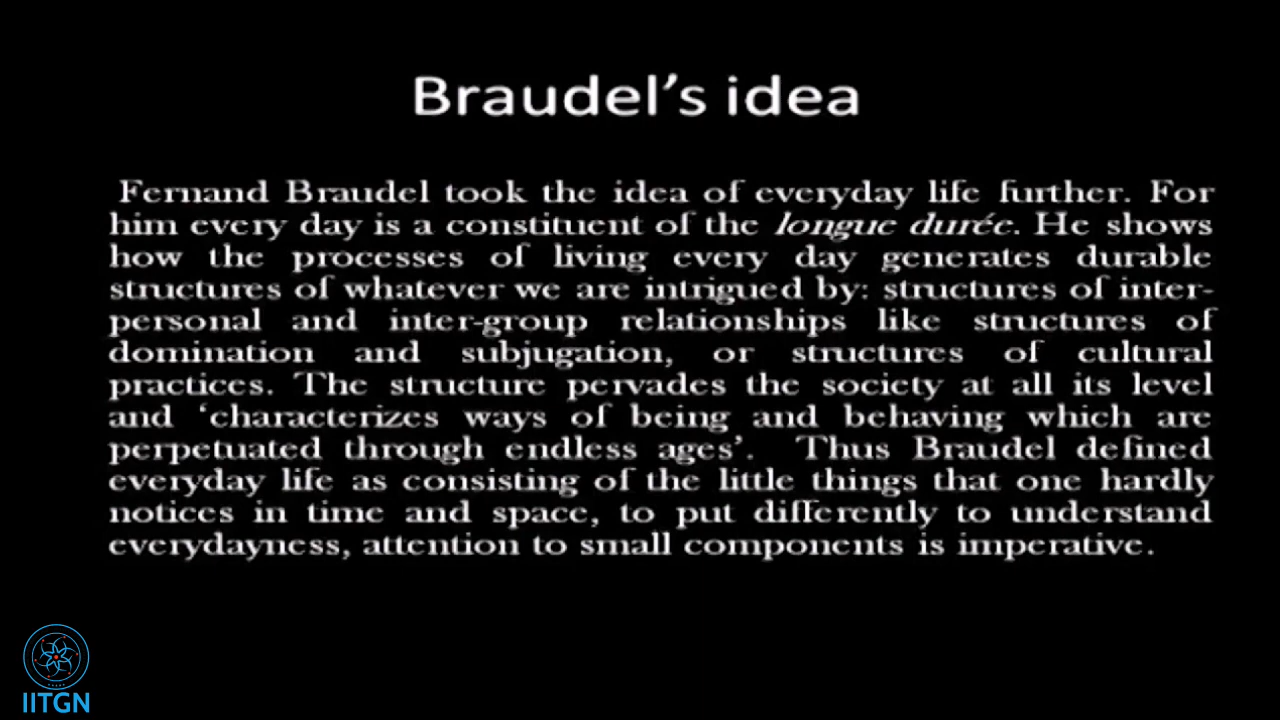 Braudel’s idea
Fernand Braudel took the idea of everyday life further. For
him every day is a constituent of the longue durée. He shows
how the processes of living every day generates durable
structures of whatever we are intrigued by: structures of inter-
personal and inter-group relationships like structures of
domination and subjugation, or structures of cultural
practices. The structure pervades the society at all its level
and ‘characterizes ways of being and behaving which are
perpetuated through endless ages’. Thus Braudel defined
everyday life as consisting of the little things that one hardly
notices in time and space, to put differently to understand
everydayness, attention to small components is imperative.
IITGN